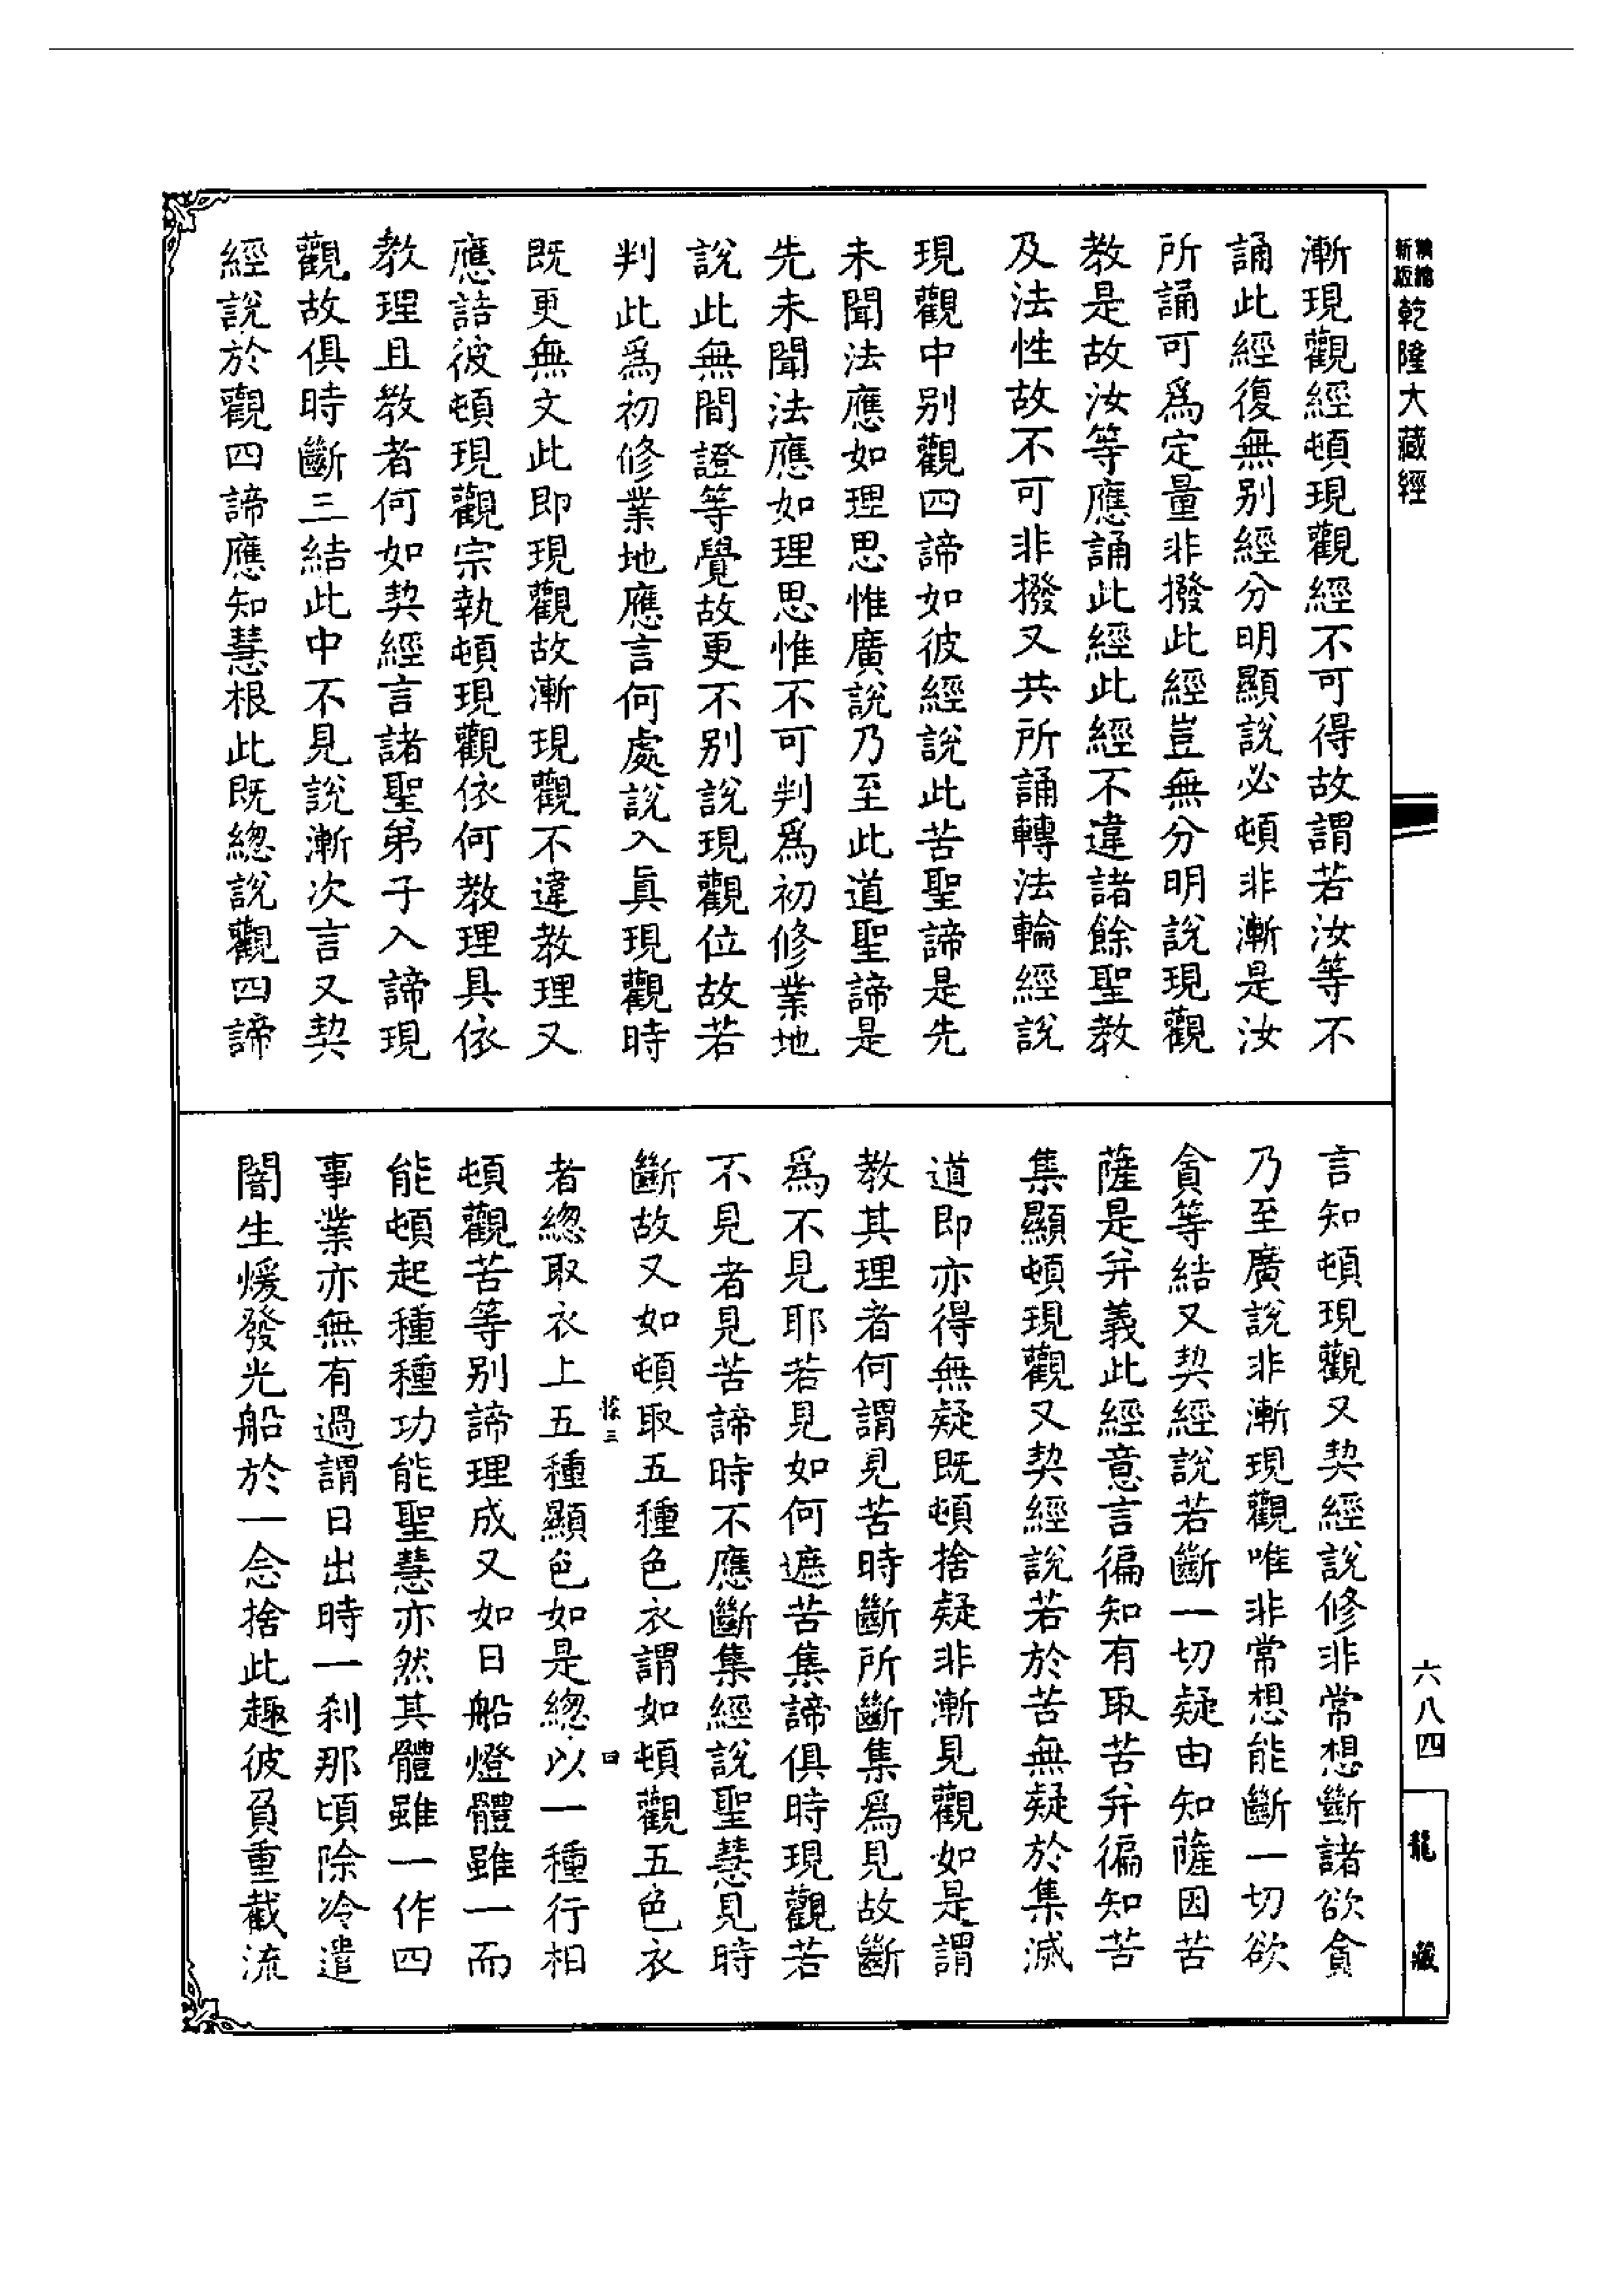 精縮
新版
乾隆大藏經
漸現觀經頓現觀經不可得故謂若汝等不
誦此經復無别經分明顯說必頓非漸是汝
所誦可爲定量非撥此經豈無分明說現觀
教是故汝等應誦此經此經不違諸餘聖教
及法性故不可非撥又共所誦轉法輪經說
現觀中别觀四諦如彼經說此苦聖諦是先
未聞法應如理思惟廣說乃至此道聖諦是
先未聞法應如理思惟不可判爲初修業地
說此無間證等覺故更不别說現觀位故若
判此爲初修業地應言何處說入眞現觀時
既更無文此即現觀故漸現觀不違教理又
應詰彼頓現觀宗執頓現觀依何教理具依
教理且教者何如契經言諸聖弟子入諦現
觀故俱時斷三結此中不見說漸次言又契
經說於觀四諦應知慧根此既總說觀四諦
言知頓現觀又契經說修非常想斷諸欲貪
乃至廣說非漸現觀唯非常想能斷一切欲
貪等結又契經說若斷一切疑由知薩因苦
薩是弁義此經意言徧知有取苦弁徧知苦
集顯頓現觀又契經說若於苦無疑於集滅
道即亦得無疑既頓捨疑非漸見觀如是謂
教其理者何謂見苦時斷所斷集爲見故斷
爲不見耶若見如何遮苦集諦俱時現觀若
不見者見苦諦時不應斷集經說聖慧見時
斷故又如頓取五種色衣謂如頓觀五色衣
者總取衣上五種顯色如是總以一種行相
頓觀苦等别諦理成又如日船燈體雖一而
能頓起種種功能聖慧亦然其體雖一作四
事業亦無有過謂日出時一刹那頃除冷遣
闇生煖發光船於一念捨此趣彼負重截流
六八四
龍
藏